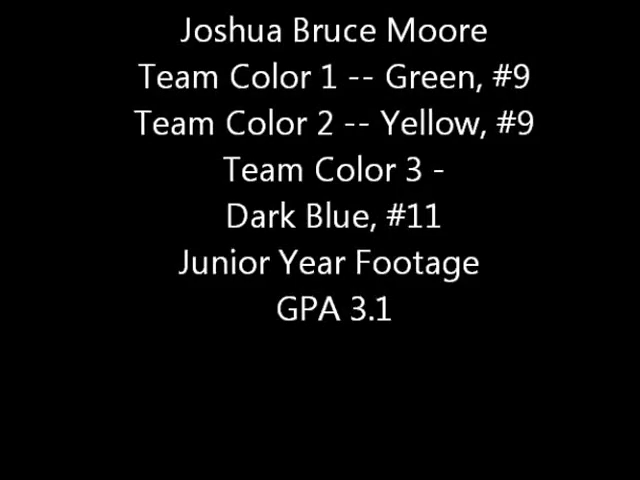 Joshua Bruce Moore
Team Color 1 -- Green, #9
Team Color 2 -- Yellow, #9
Team Color 3 -
Dark Blue, #11
Junior Year Footage
GPA 3.1